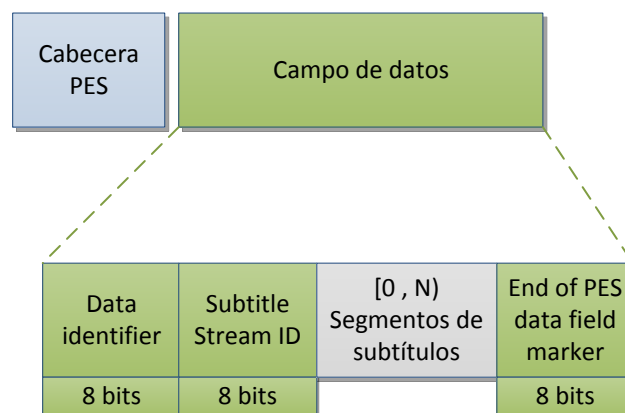 Cabecera
PES
Campo de datos
Data
identifier
Subtitle
Stream ID
[0 , N)
Segmentos de
subtítulos
End of PES
data field
marker
8 bits
8 bits
8 bits